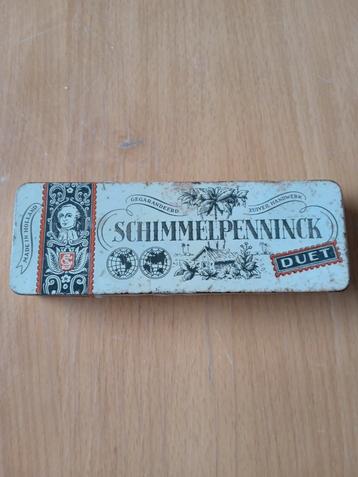 MADE IN HOLLAND
GEGARANDEERD ZUIVER HANDWERK
SCHIMMELPENNINCK
DUET